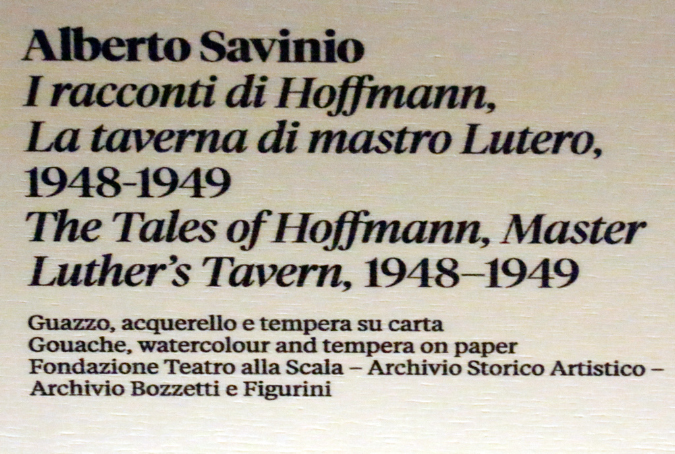 Alberto Savinio
I racconti di Hoffmann,
La taverna di mastro Lutero,
1948-1949
The Tales of Hoffmann, Master
Luther's Tavern, 1948–1949
Guazzo, acquerello e tempera su carta
Gouache, watercolour and tempera on paper
Fondazione Teatro alla Scala – Archivio Storico Artistico –
Archivio Bozzetti e Figurini